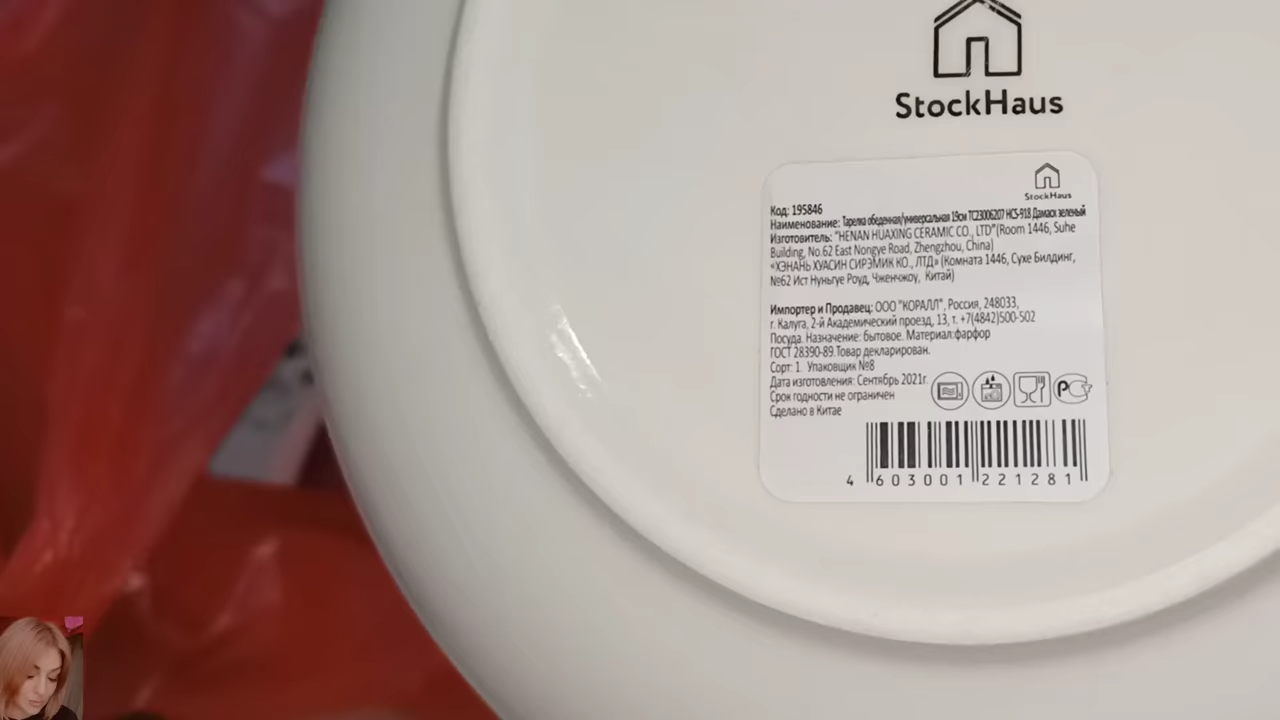 StockHaus
StockHaus
Код: 195846
Наименование: Тарелка обеденная/универсальная 19см TC23006207 HCS-918 Дамаск зеленый
Изготовитель: "HENAN HUAXING CERAMIC CO., LTD"(Room 1446, Suhe
Building, No.62 East Nongye Road, Zhengzhou, China)
«ХЭНАНЬ ХУАСИН СИРЭМИК КО., ЛТД» (Комната 1446, Сухе Билдинг,
№62 Ист Нуньгуе Роуд, Чженчжоу, Китай)
Импортер и Продавец: ООО "КОРАЛЛ", Россия, 248033,
г. Калуга, 2-й Академический проезд, 13, т. +7(4842)500-502
Посуда. Назначение: бытовое. Материал:фарфор
ГОСТ 28390-89.Товар декларирован.
Сорт: 1. Упаковщик №8
Дата изготовления: Сентябрь 2021г.
Срок годности не ограничен
Сделано в Китае
4 603001 221281